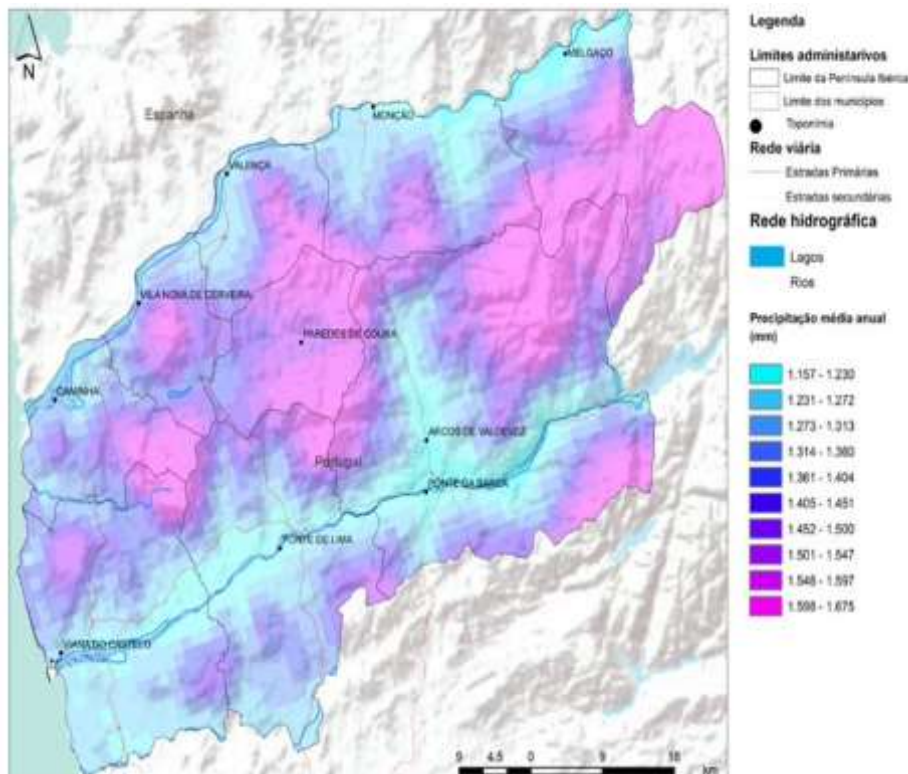 N
Espanha
MELGAÇO
MONÇÃO
VALENÇA
VILA NOVA DE CERVEIRA
PAREDES DE COURA
CAMINHA
ARCOS DE VALDEVEZ
Portugal
PONTE DA BARCA
PONTE DE LIMA
VIANA DO CASTELO
9 4.5 0 9 18
km
Legenda
Limites administarivos
Limite da Península Ibérica
Limite dos municípios
Toponímia
Rede viária
Estradas Primárias
Estradas secundárias
Rede hidrográfica
Lagos
Rios
Precipitação média anual
(mm)
1.157 - 1.230
1.231 - 1.272
1.273 - 1.313
1.314 - 1.360
1.361 - 1.404
1.405 - 1.451
1.452 - 1.500
1.501 - 1.547
1.548 - 1.597
1.598 - 1.675